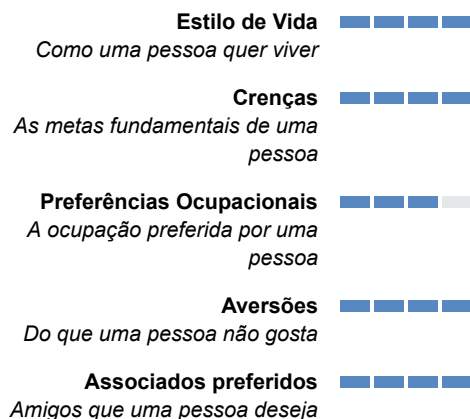 Estilo de Vida
Como uma pessoa quer viver
Crenças
As metas fundamentais de uma
pessoa
Preferências Ocupacionais
A ocupação preferida por uma
pessoa
Aversões
Do que uma pessoa não gosta
Associados preferidos
Amigos que uma pessoa deseja